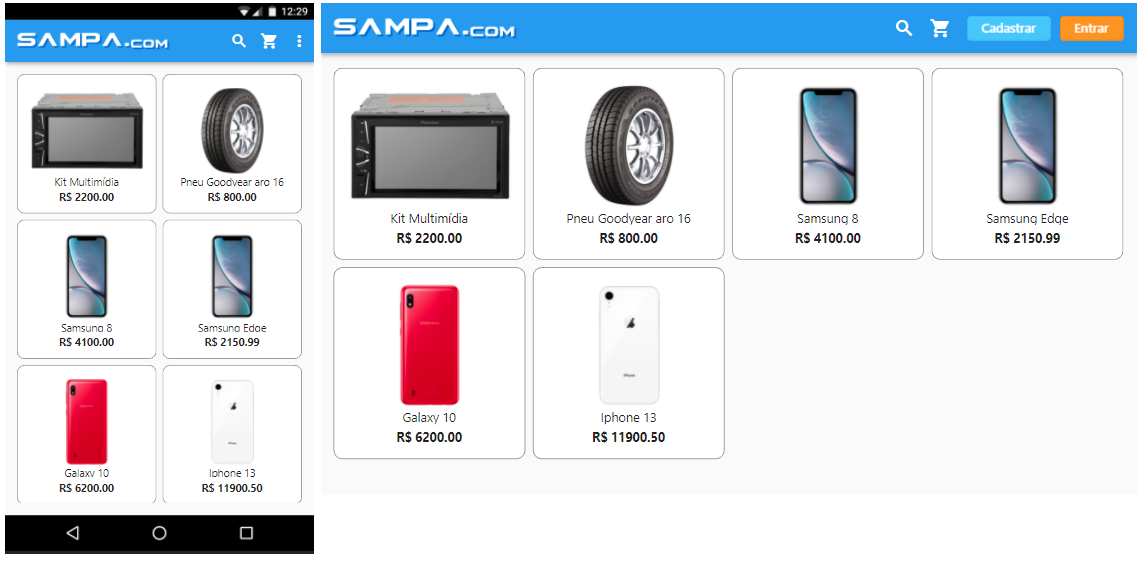 12:29
SAMPA.COM
Kit Multimídia
R$ 2200.00
Pneu Goodyear aro 16
R$ 800.00
Samsung 8
R$ 4100.00
Samsung Edge
R$ 2150.99
Galaxy 10
R$ 6200.00
Iphone 13
R$ 11900.50
SAMPA.COM
Cadastrar
Entrar
Kit Multimídia
R$ 2200.00
Pneu Goodyear aro 16
R$ 800.00
Samsung 8
R$ 4100.00
Samsung Edge
R$ 2150.99
Galaxy 10
R$ 6200.00
Iphone 13
R$ 11900.50